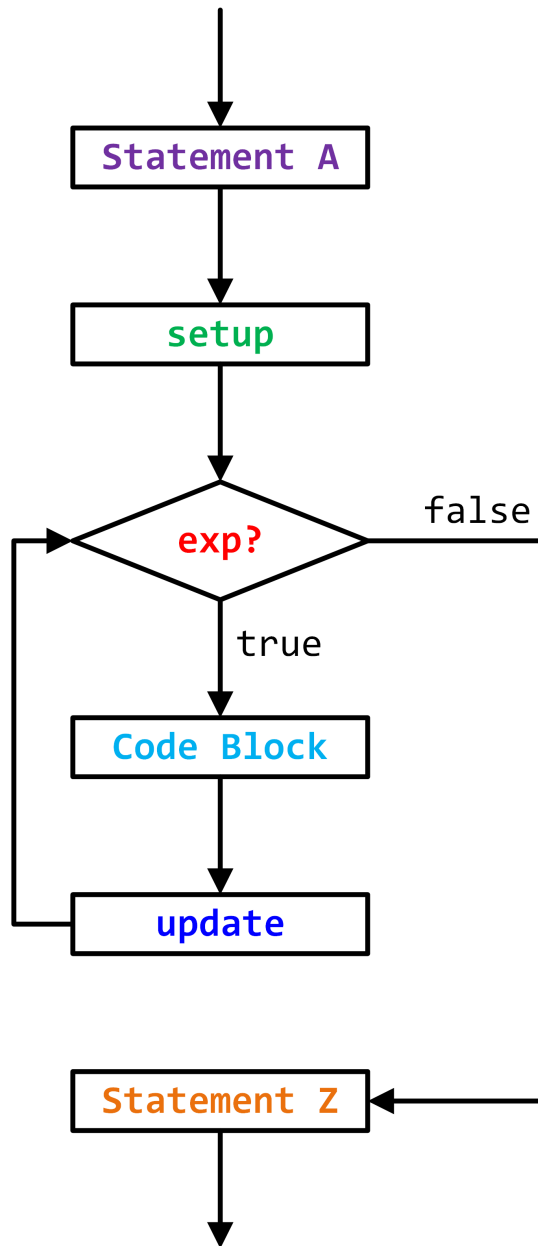 Statement A
setup
exp?
false
true
Code Block
update
Statement Z